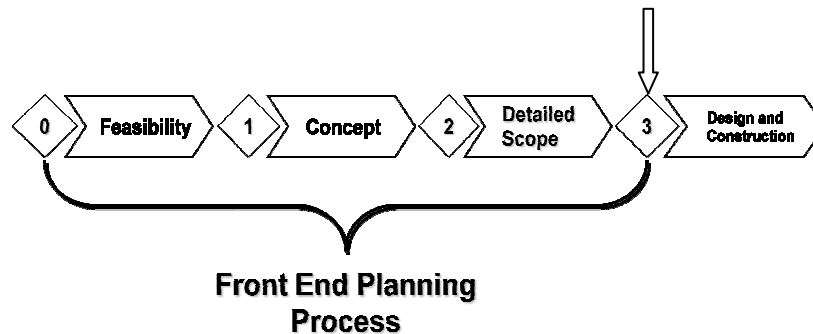 0
Feasibility
1
Concept
2
Detailed
Scope
3
Design and
Construction
Front End Planning
Process